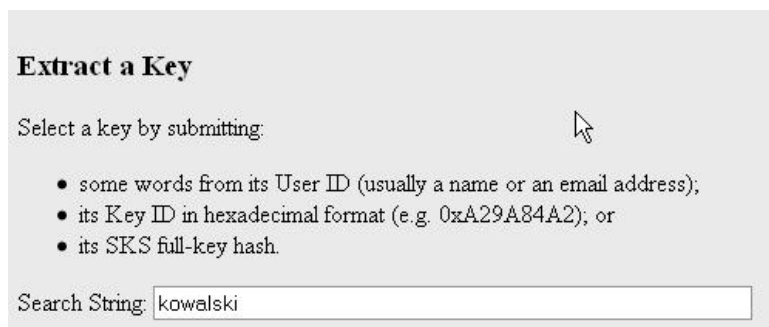 Extract a Key
Select a key by submitting:
• some words from its User ID (usually a name or an email address);
• its Key ID in hexadecimal format (e.g. 0xA29A84A2); or
• its SKS full-key hash.
Search String: kowalski